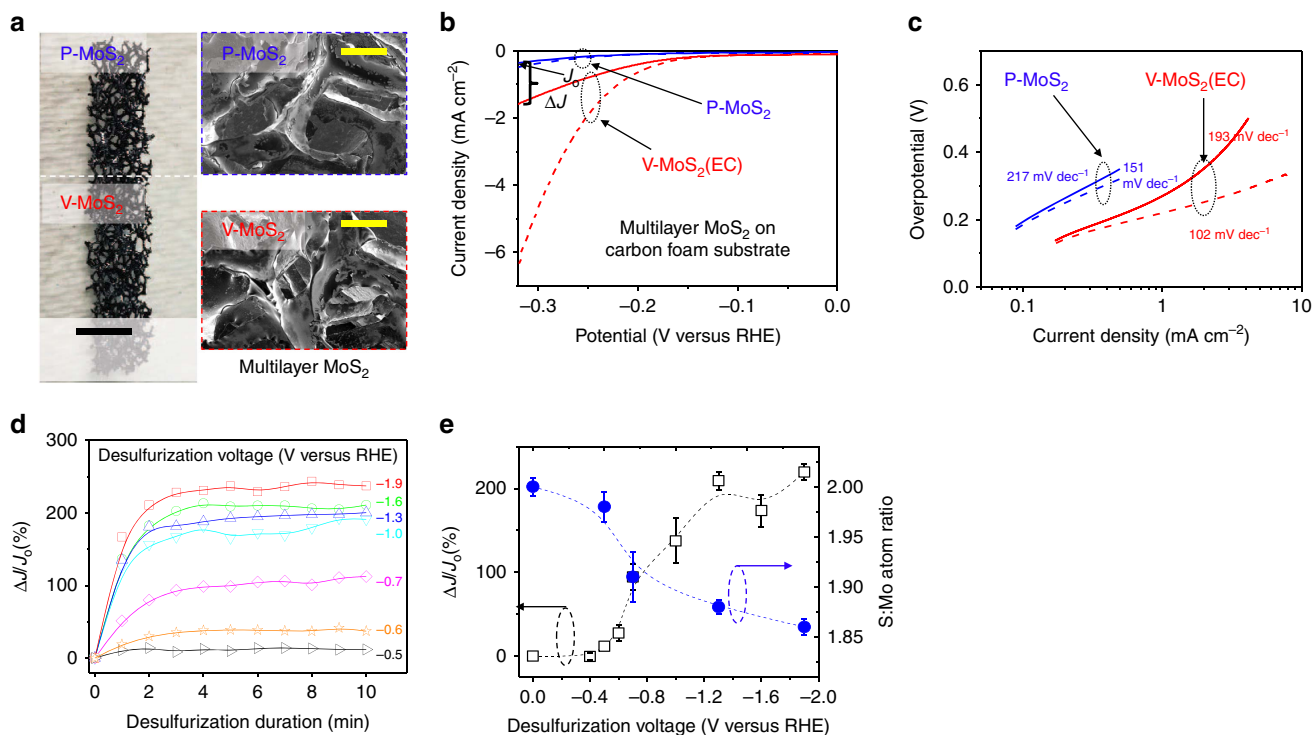 a
P-MoS₂
V-MoS₂
P-MoS₂
V-MoS₂
Multilayer MoS₂
b
0
−2
−4
−6
Current density (mA cm⁻²)
Jₒ
ΔJ
P-MoS₂
V-MoS₂(EC)
Multilayer MoS₂ on
carbon foam substrate
−0.3
−0.2
−0.1
0.0
Potential (V versus RHE)
c
0.6
0.4
0.2
0.0
Overpotential (V)
P-MoS₂
V-MoS₂(EC)
193 mV dec⁻¹
217 mV dec⁻¹
151
mV dec⁻¹
102 mV dec⁻¹
0.1
1
10
Current density (mA cm⁻²)
d
300
200
100
0
ΔJ/Jₒ(%)
Desulfurization voltage (V versus RHE)
−1.9
−1.6
−1.3
−1.0
−0.7
−0.6
−0.5
0
2
4
6
8
10
Desulfurization duration (min)
e
200
100
0
ΔJ/Jₒ(%)
2.00
1.95
1.90
1.85
S:Mo atom ratio
0.0
−0.4
−0.8
−1.3
−1.6
−2.0
Desulfurization voltage (V versus RHE)